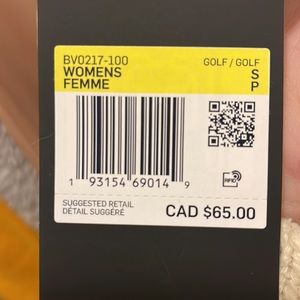 BV0217-100 GOLF / GOLF
WOMENS S
FEMME P
1 93154 69014 9
RFID
SUGGESTED RETAIL
DÉTAIL SUGGÉRÉ
CAD $65.00